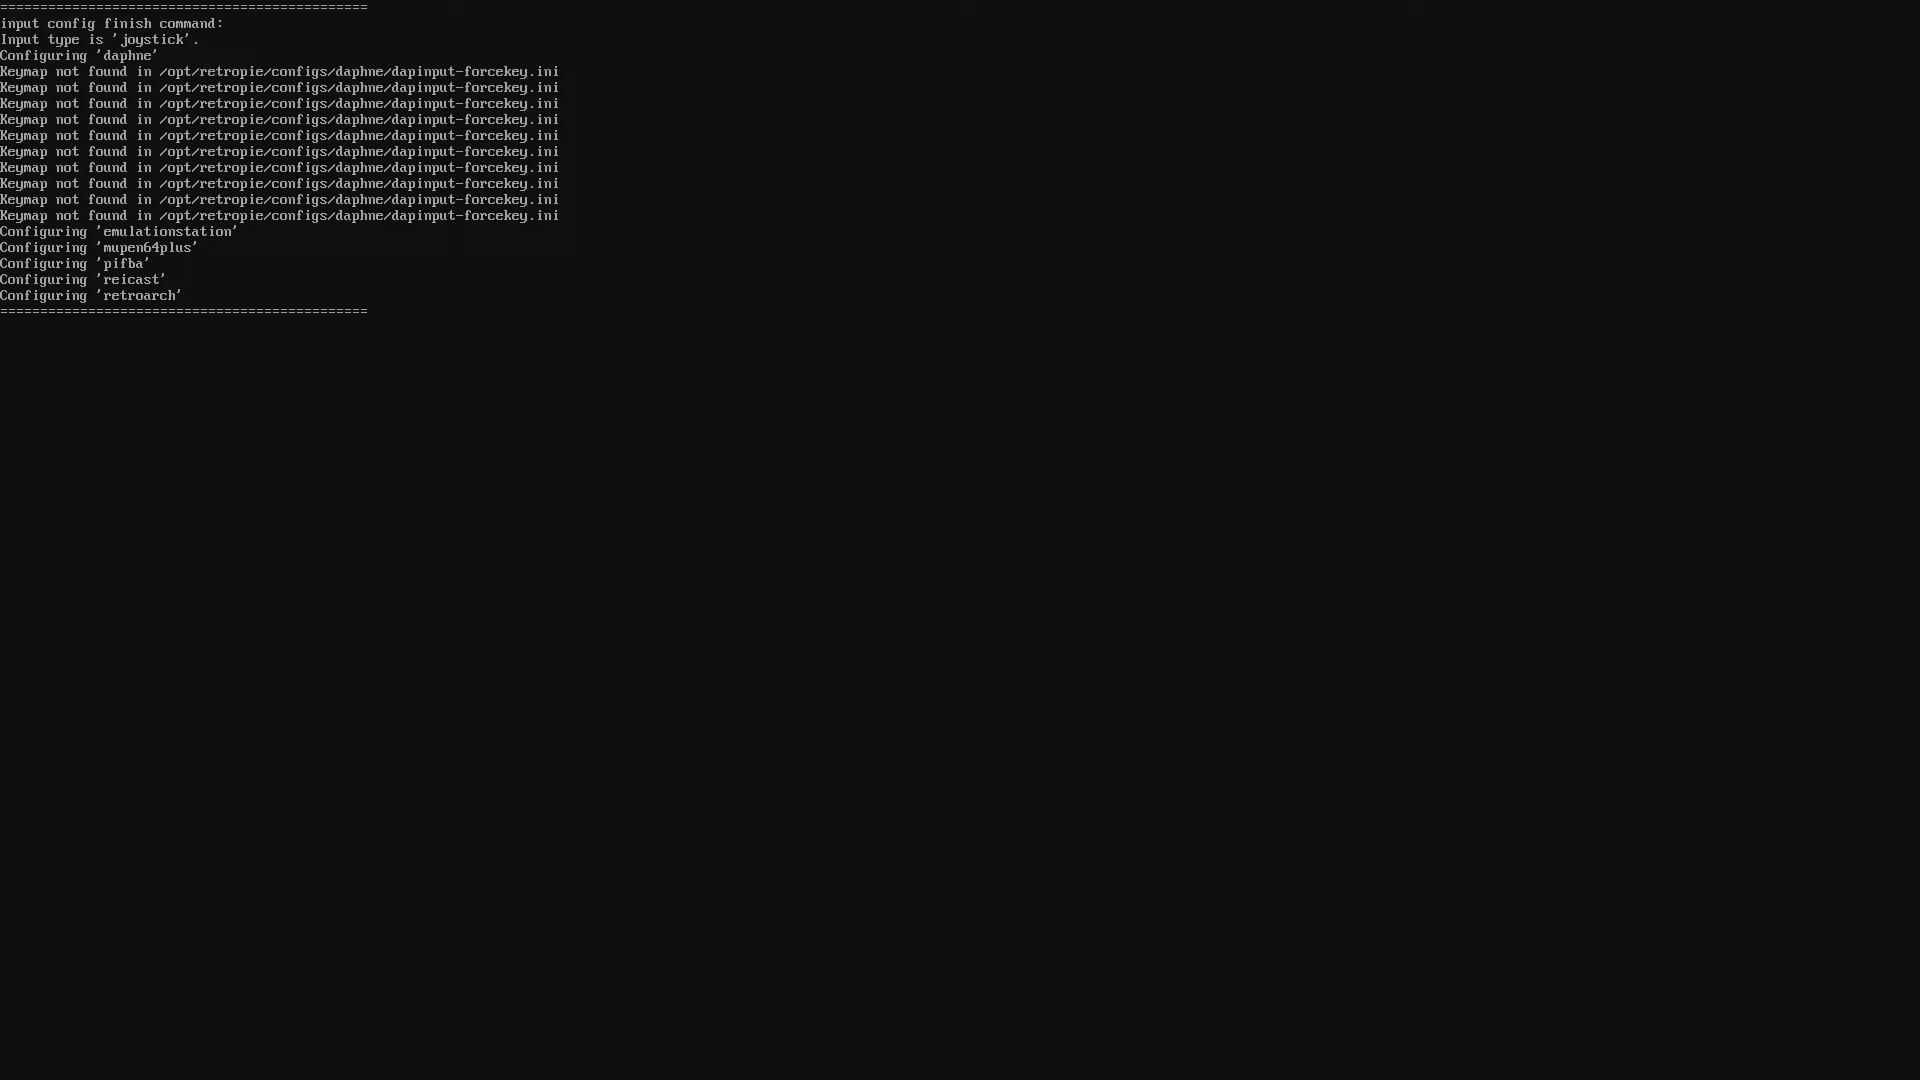 ==============================================
input config finish command:
Input type is 'joystick'.
Configuring 'daphne'
Keymap not found in /opt/retropie/configs/daphne/dapinput-forcekey.ini
Keymap not found in /opt/retropie/configs/daphne/dapinput-forcekey.ini
Keymap not found in /opt/retropie/configs/daphne/dapinput-forcekey.ini
Keymap not found in /opt/retropie/configs/daphne/dapinput-forcekey.ini
Keymap not found in /opt/retropie/configs/daphne/dapinput-forcekey.ini
Keymap not found in /opt/retropie/configs/daphne/dapinput-forcekey.ini
Keymap not found in /opt/retropie/configs/daphne/dapinput-forcekey.ini
Keymap not found in /opt/retropie/configs/daphne/dapinput-forcekey.ini
Keymap not found in /opt/retropie/configs/daphne/dapinput-forcekey.ini
Keymap not found in /opt/retropie/configs/daphne/dapinput-forcekey.ini
Configuring 'emulationstation'
Configuring 'mupen64plus'
Configuring 'pifba'
Configuring 'reicast'
Configuring 'retroarch'
==============================================